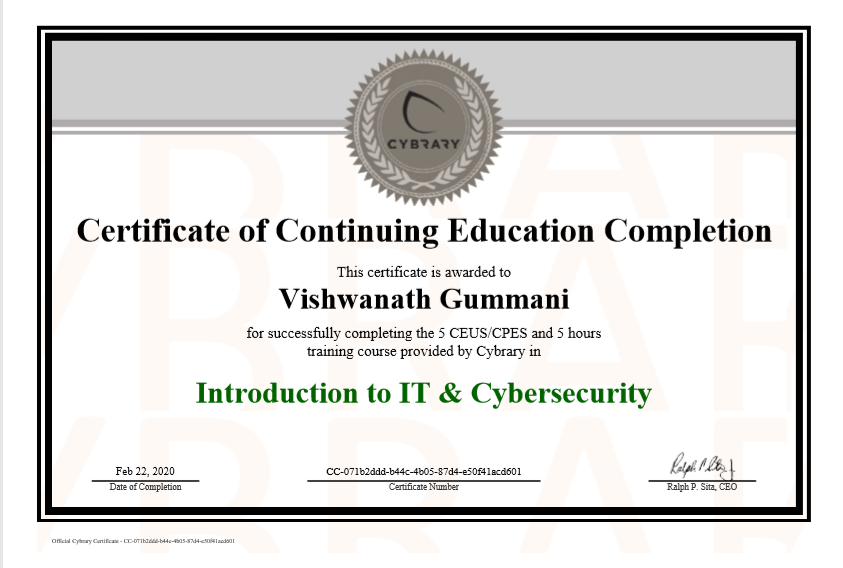 CYBRARY
Certificate of Continuing Education Completion
This certificate is awarded to
Vishwanath Gummani
for successfully completing the 5 CEUS/CPES and 5 hours
training course provided by Cybrary in
Introduction to IT & Cybersecurity
Feb 22, 2020
Date of Completion
CC-071b2ddd-b44c-4b05-87d4-e50f41acd601
Certificate Number
Ralph P. Sita, CEO
Official Cybrary Certificate - CC-071b2ddd-b44c-4b05-87d4-e50f41acd601